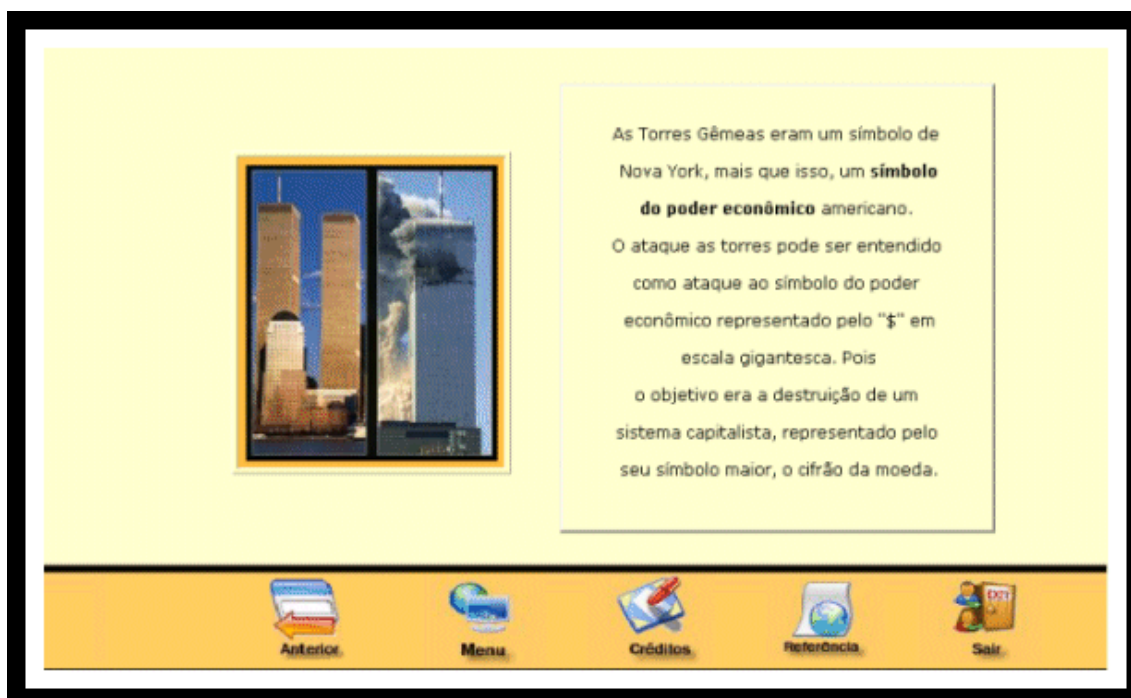 As Torres Gêmeas eram um símbolo de
Nova York, mais que isso, um símbolo
do poder econômico americano.
O ataque as torres pode ser entendido
como ataque ao símbolo do poder
econômico representado pelo "$" em
escala gigantesca. Pois
o objetivo era a destruição de um
sistema capitalista, representado pelo
seu símbolo maior, o cifrão da moeda.
Anterior
Menu
Créditos
Referência
Sair
EXIT